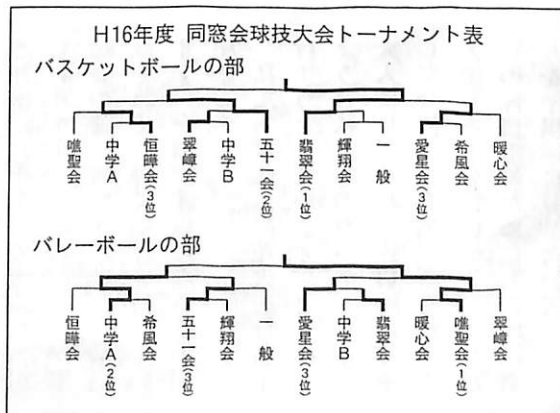 H16年度 同窓会球技大会トーナメント表
バスケットボールの部
噍聖会
中学A
恒曄会(3位)
翠嶂会
中学B
五十一会(2位)
翡翠会(1位)
輝翔会
一般
愛星会(3位)
希風会
暖心会
バレーボールの部
恒曄会
中学A(2位)
希風会
五十一会(3位)
輝翔会
一般
愛星会(3位)
中学B
翡翠会
暖心会
噍聖会(1位)
翠嶂会